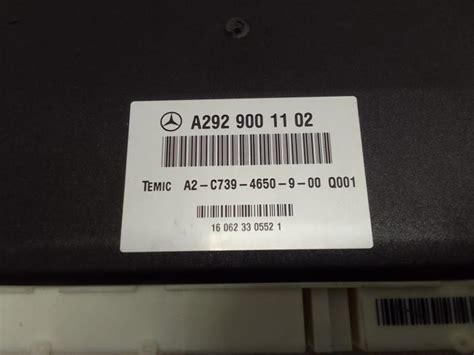 A292 900 11 02
TEMIC A2-C739-4650-9-00 Q001
16 062 33 0552 1